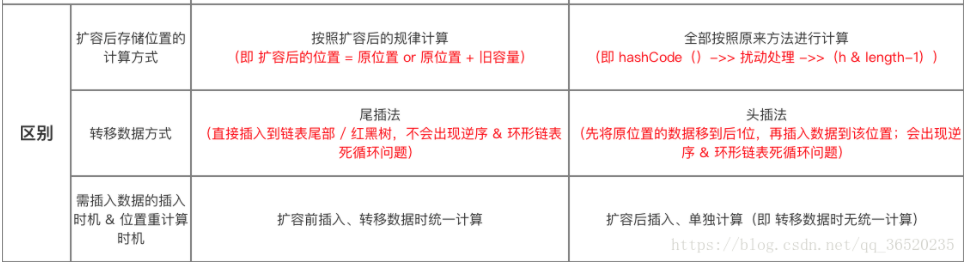 扩容后存储位置的
计算方式
按照扩容后的规律计算
（即 扩容后的位置 = 原位置 or 原位置 + 旧容量）
全部按照原来方法进行计算
（即 hashCode（）->> 扰动处理 ->>（h & length-1））
区别
转移数据方式
尾插法
（直接插入到链表尾部 / 红黑树，不会出现逆序 & 环形链表
死循环问题）
头插法
（先将原位置的数据移到后1位，再插入数据到该位置；会出现逆
序 & 环形链表死循环问题）
需插入数据的插入
时机 & 位置重计算
时机
扩容前插入、转移数据时统一计算
扩容后插入、单独计算（即 转移数据时无统一计算）
https://blog.csdn.net/qq_36520235